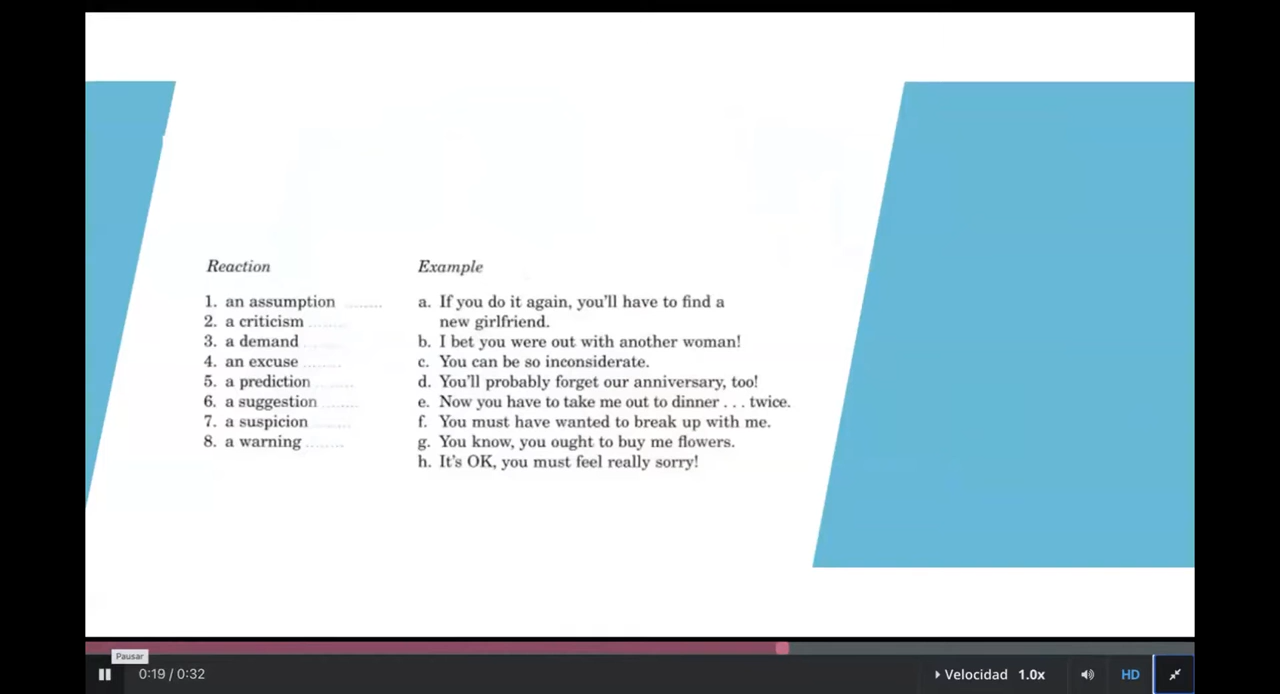 Reaction
Example
1. an assumption ........
2. a criticism ........
3. a demand ........
4. an excuse ........
5. a prediction ........
6. a suggestion ........
7. a suspicion ........
8. a warning ........
a. If you do it again, you'll have to find a
new girlfriend.
b. I bet you were out with another woman!
c. You can be so inconsiderate.
d. You'll probably forget our anniversary, too!
e. Now you have to take me out to dinner . . . twice.
f. You must have wanted to break up with me.
g. You know, you ought to buy me flowers.
h. It's OK, you must feel really sorry!
Pausar
0:19 / 0:32
Velocidad 1.0x
HD